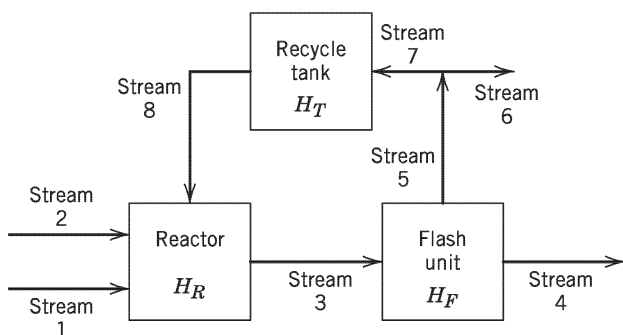 Recycle
tank
H_T
Stream
7
Stream
6
Stream
8
Stream
5
Stream
2
Reactor
H_R
Stream
1
Stream
3
Flash
unit
H_F
Stream
4